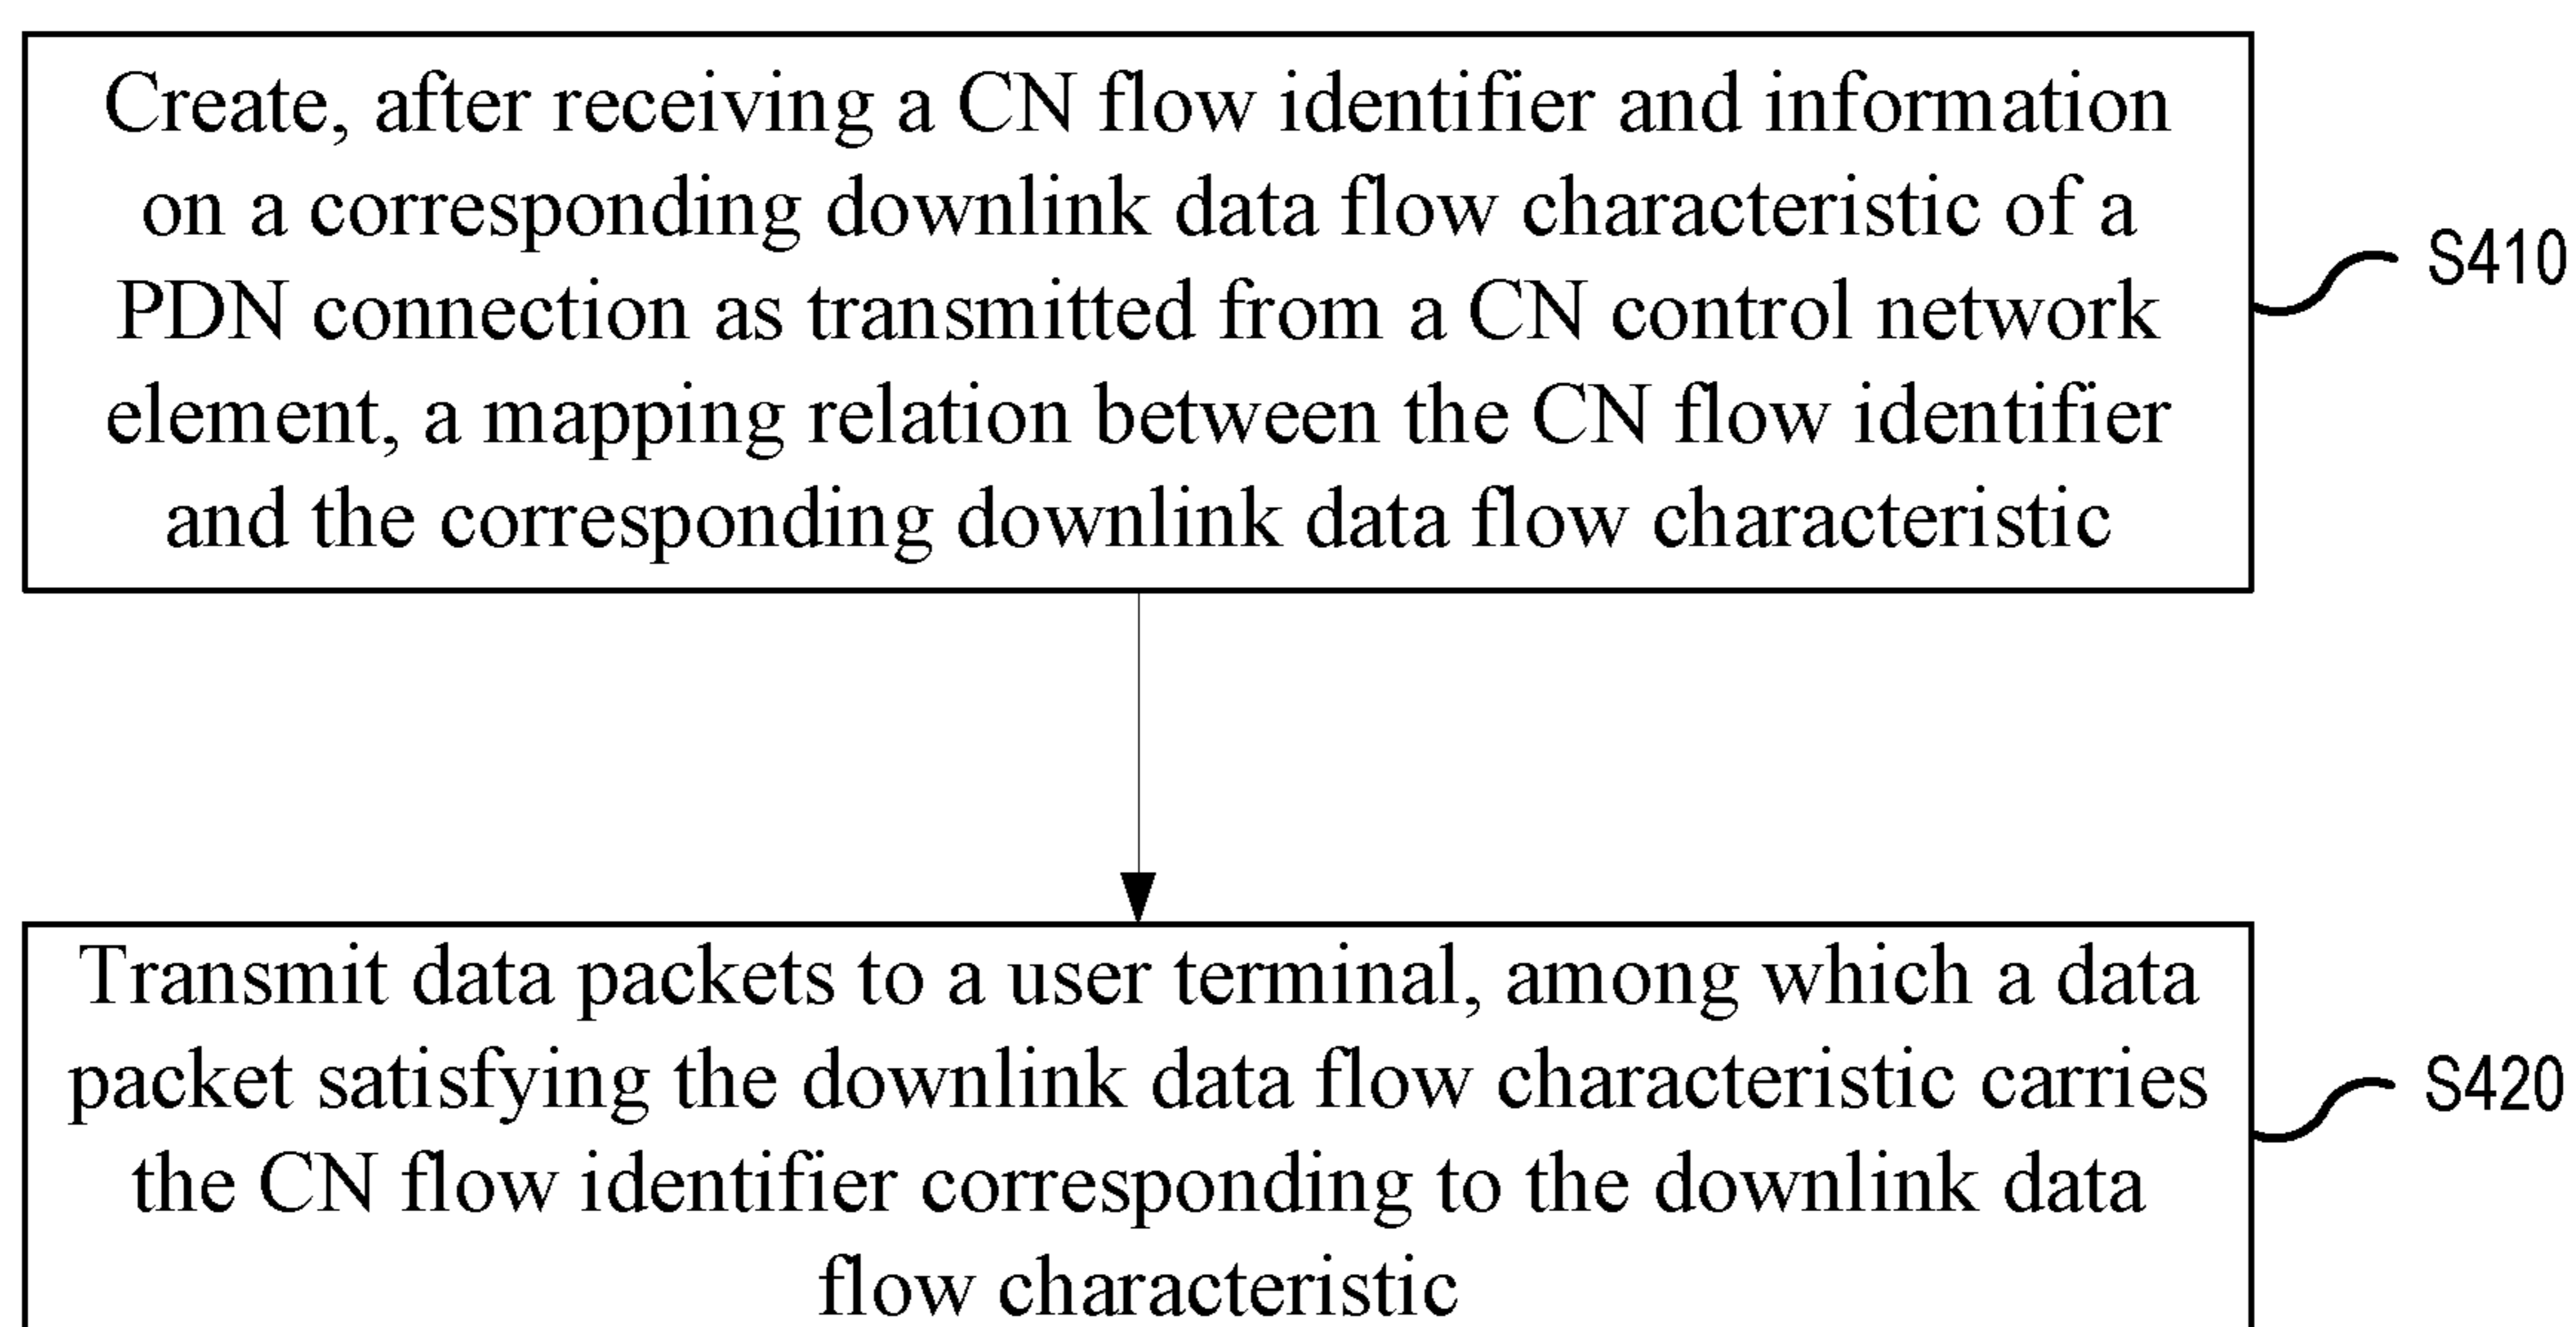 Create, after receiving a CN flow identifier and information
on a corresponding downlink data flow characteristic of a
PDN connection as transmitted from a CN control network
element, a mapping relation between the CN flow identifier
and the corresponding downlink data flow characteristic
S410
Transmit data packets to a user terminal, among which a data
packet satisfying the downlink data flow characteristic carries
the CN flow identifier corresponding to the downlink data
flow characteristic
S420